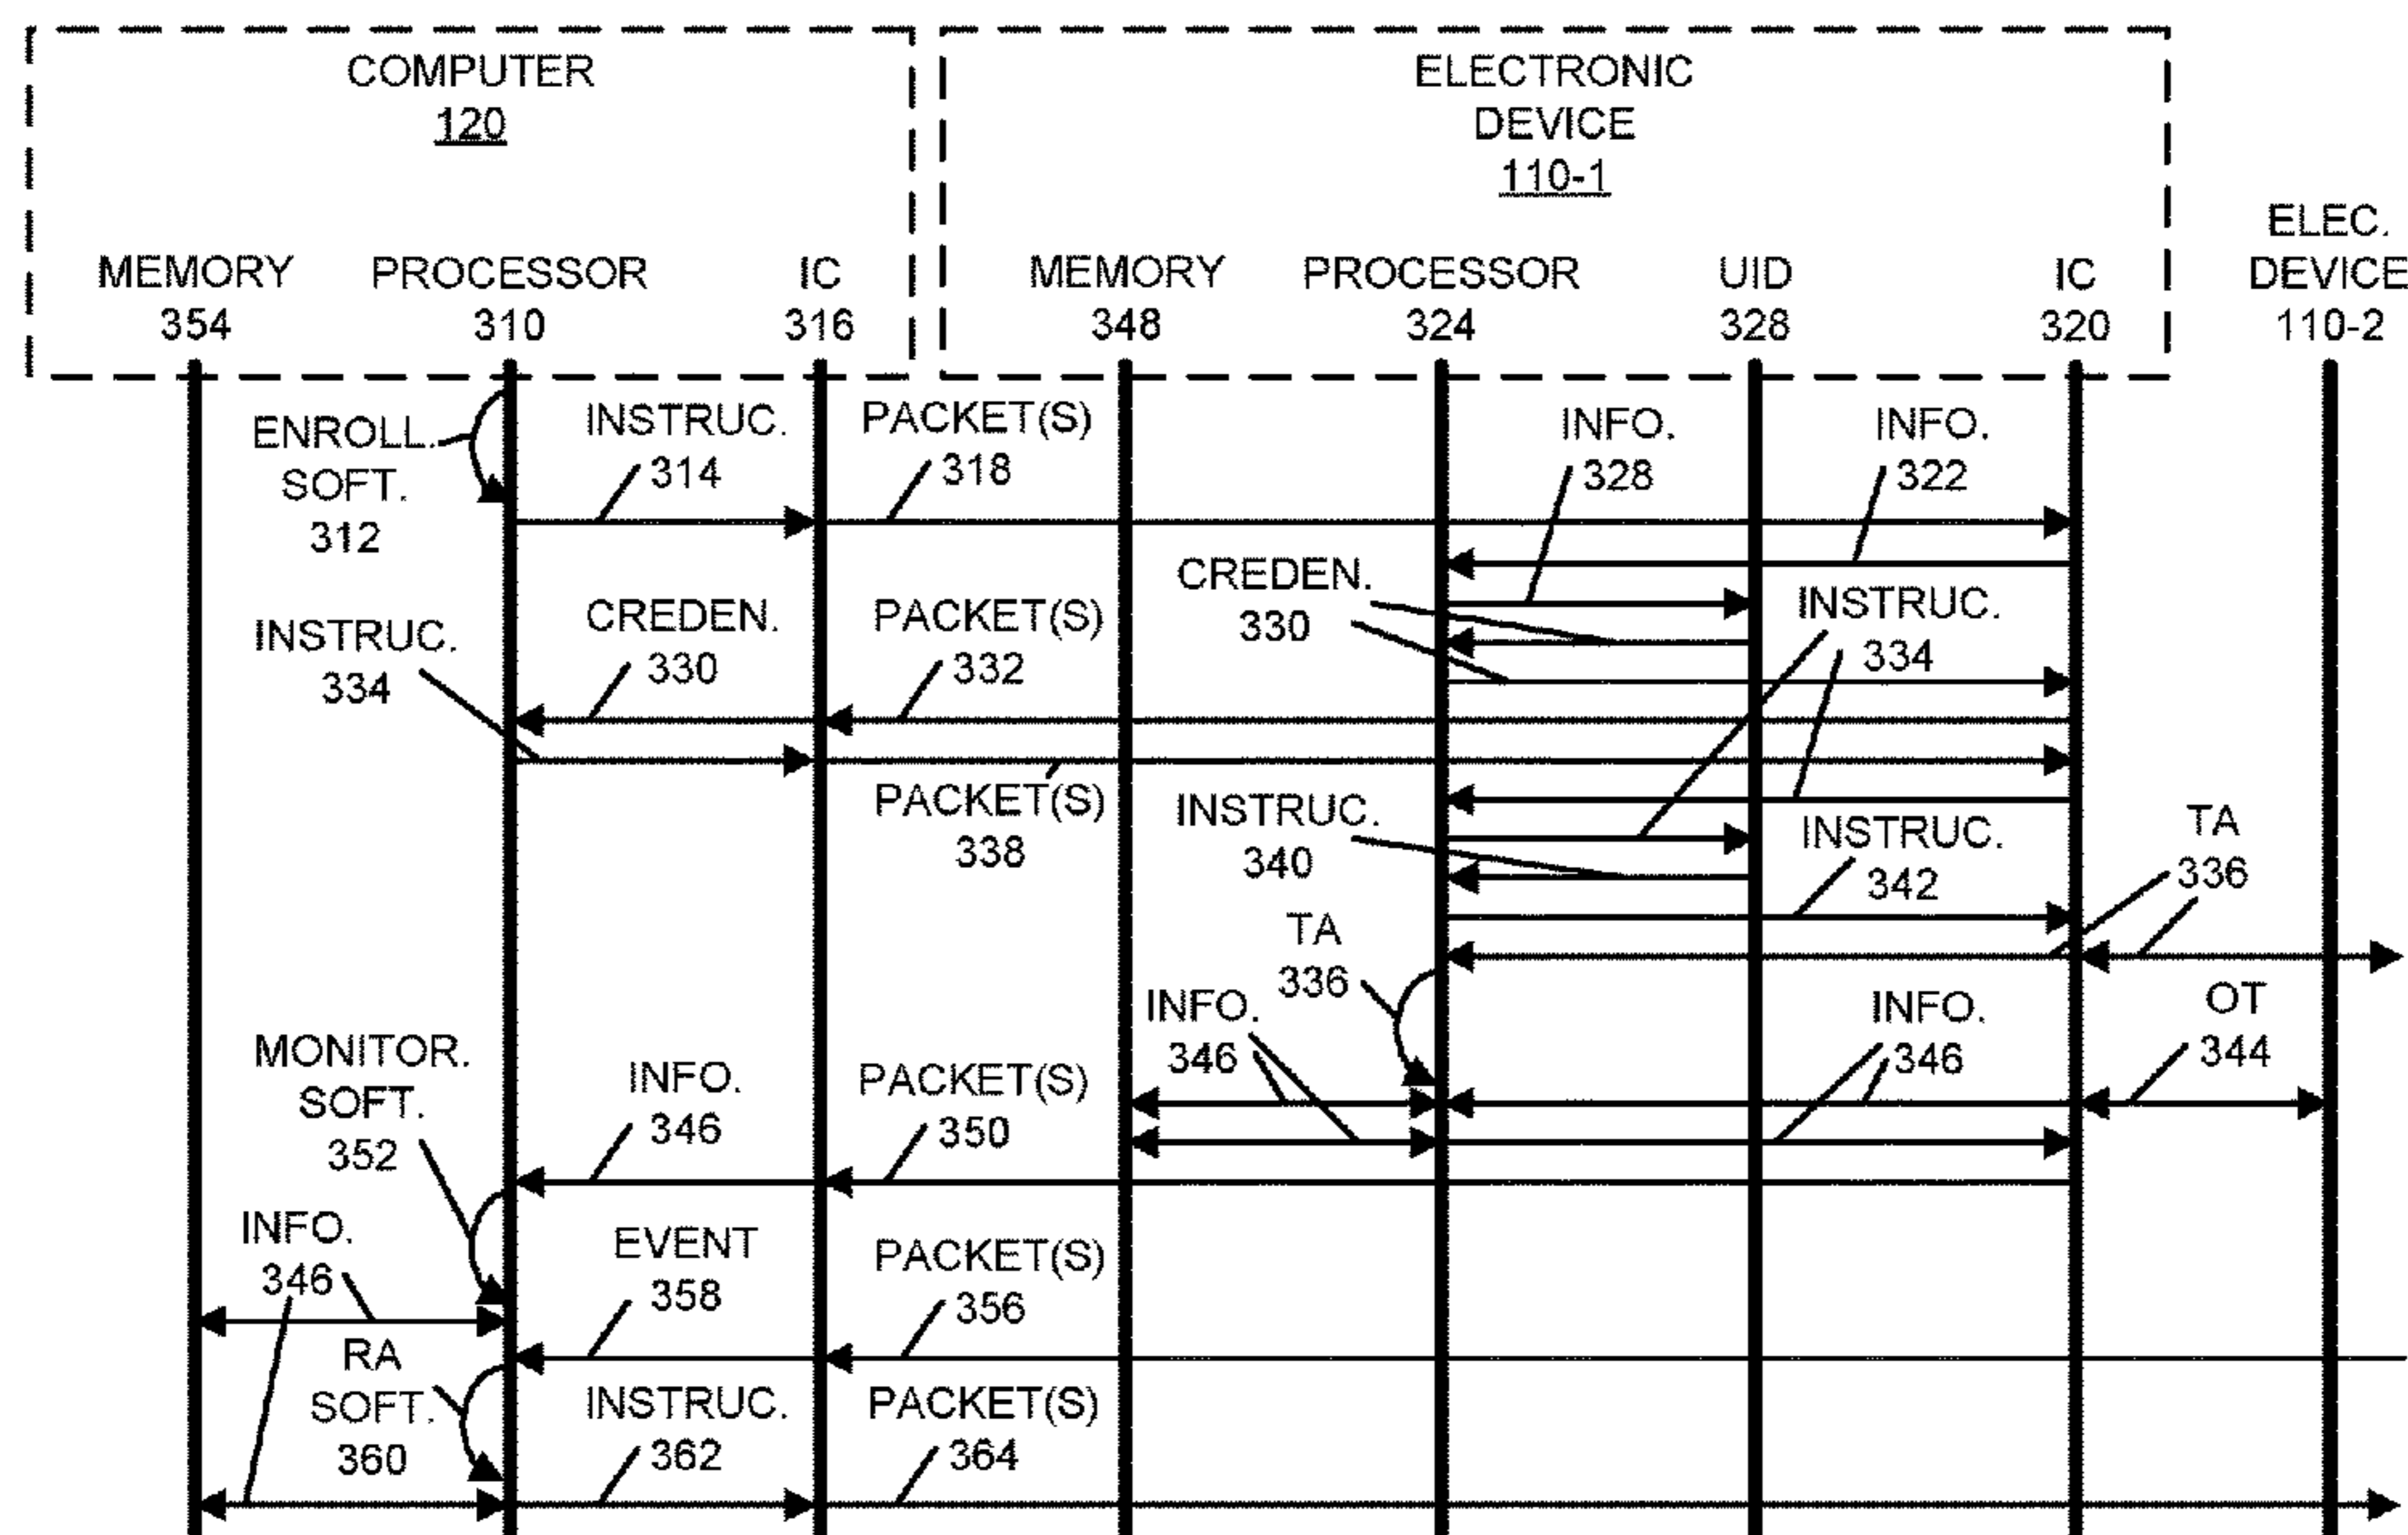 COMPUTER
120
ELECTRONIC
DEVICE
110-1
MEMORY
354
PROCESSOR
310
IC
316
MEMORY
348
PROCESSOR
324
UID
328
IC
320
ELEC.
DEVICE
110-2
ENROLL.
SOFT.
312
INSTRUC.
314
PACKET(S)
318
INFO.
328
INFO.
322
CREDEN.
330
INSTRUC.
334
CREDEN.
330
PACKET(S)
332
INSTRUC.
334
PACKET(S)
338
INSTRUC.
340
INSTRUC.
342
TA
336
TA
336
INFO.
346
INFO.
346
OT
344
MONITOR.
SOFT.
352
INFO.
346
PACKET(S)
350
INFO.
346
EVENT
358
PACKET(S)
356
RA
SOFT.
360
INSTRUC.
362
PACKET(S)
364